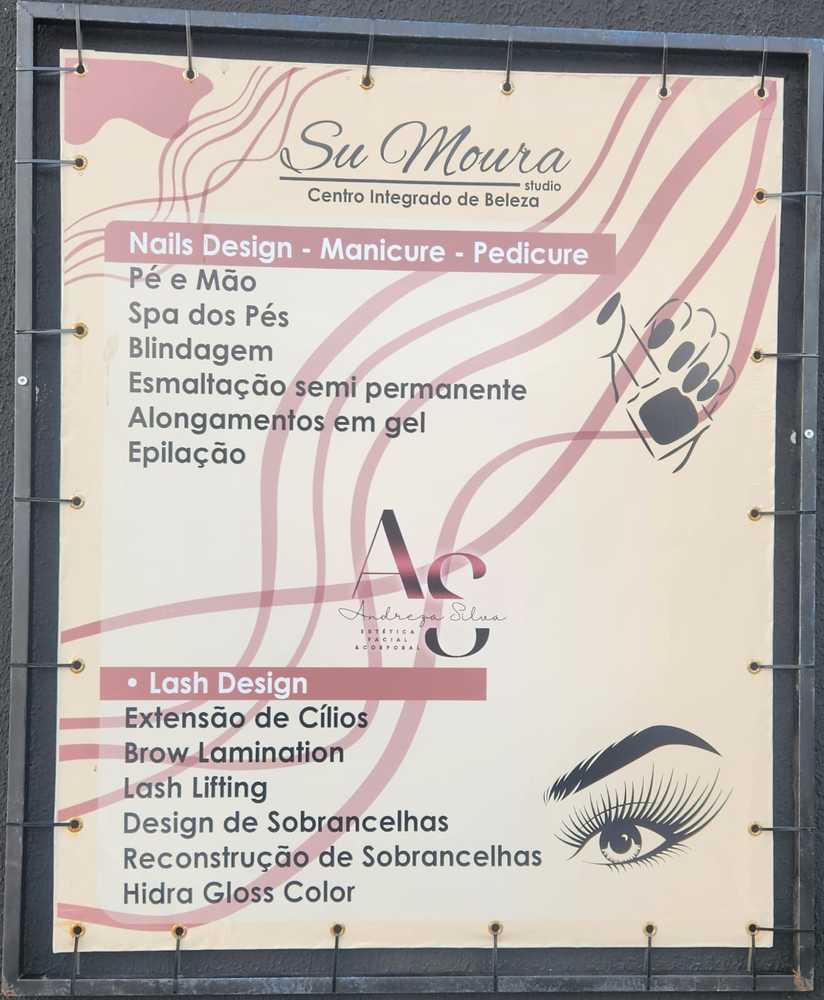 Su Moura
studio
Centro Integrado de Beleza
Nails Design - Manicure - Pedicure
Pé e Mão
Spa dos Pés
Blindagem
Esmaltação semi permanente
Alongamentos em gel
Epilação
AS
Andreza Silva
ESTÉTICA
FACIAL
& CORPORAL
• Lash Design
Extensão de Cílios
Brow Lamination
Lash Lifting
Design de Sobrancelhas
Reconstrução de Sobrancelhas
Hidra Gloss Color